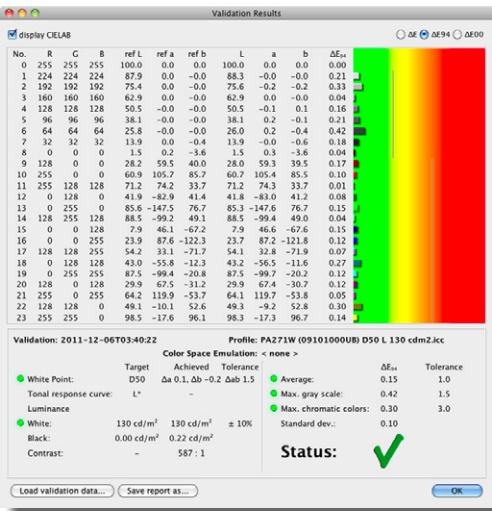 Validation Results
display CIELAB ΔE ΔE94 ΔE00
No. R G B ref L ref a ref b L a b ΔE94
0 255 255 255 100.0 0.0 0.0 100.0 0.0 0.0 0.00
1 224 224 224 87.9 0.0 -0.0 88.3 -0.0 -0.0 0.21
2 192 192 192 75.4 0.0 -0.0 75.6 -0.2 -0.2 0.33
3 160 160 160 62.9 0.0 -0.0 62.9 0.0 -0.0 0.04
4 128 128 128 50.5 -0.0 -0.0 50.5 -0.1 0.1 0.16
5 96 96 96 38.1 -0.0 0.0 38.1 0.2 -0.1 0.21
6 64 64 64 25.8 -0.0 0.0 26.0 0.2 -0.4 0.42
7 32 32 32 13.9 0.0 -0.4 13.9 -0.0 -0.6 0.18
8 0 0 0 1.5 0.2 -3.6 1.5 0.3 -3.6 0.04
9 128 0 0 28.2 59.5 40.0 28.0 59.3 39.5 0.17
10 255 0 0 60.9 105.7 85.7 60.7 105.4 85.5 0.10
11 255 128 128 71.2 74.2 33.7 71.2 74.3 33.7 0.01
12 0 128 0 41.9 -82.9 41.4 41.8 -83.0 41.2 0.08
13 0 255 0 85.6 -147.5 76.7 85.3 -147.6 76.7 0.15
14 128 255 128 88.5 -99.2 49.1 88.5 -99.4 49.0 0.04
15 0 0 128 7.9 46.1 -67.2 7.9 46.6 -67.6 0.15
16 0 0 255 23.9 87.6 -122.3 23.7 87.2 -121.8 0.12
17 128 128 255 54.2 33.1 -71.7 54.1 32.8 -71.9 0.07
18 0 128 128 43.0 -55.8 -12.3 43.2 -56.5 -11.6 0.27
19 0 255 255 87.5 -99.4 -20.8 87.5 -99.7 -20.2 0.12
20 128 0 128 29.9 67.5 -31.2 29.9 67.4 -30.7 0.12
21 255 0 255 64.2 119.9 -53.7 64.1 119.7 -53.8 0.05
22 128 128 0 49.1 -10.1 52.6 49.3 -9.2 52.8 0.30
23 255 255 0 98.5 -17.6 96.1 98.3 -17.3 96.7 0.14
Validation: 2011-12-06T03:40:22 Profile: PA271W (09101000UB) D50 L 130 cdm2.icc
Color Space Emulation: < none >
Target Achieved Tolerance ΔE94 Tolerance
White Point: D50 Δa 0.1, Δb -0.2 Δab 1.5 Average: 0.15 1.0
Tonal response curve: L* – Max. gray scale: 0.42 1.5
Luminance Max. chromatic colors: 0.30 3.0
White: 130 cd/m² 130 cd/m² ± 10% Standard dev.: 0.10
Black: 0.00 cd/m² 0.22 cd/m²
Contrast: – 587 : 1 Status:
Load validation data... Save report as... OK